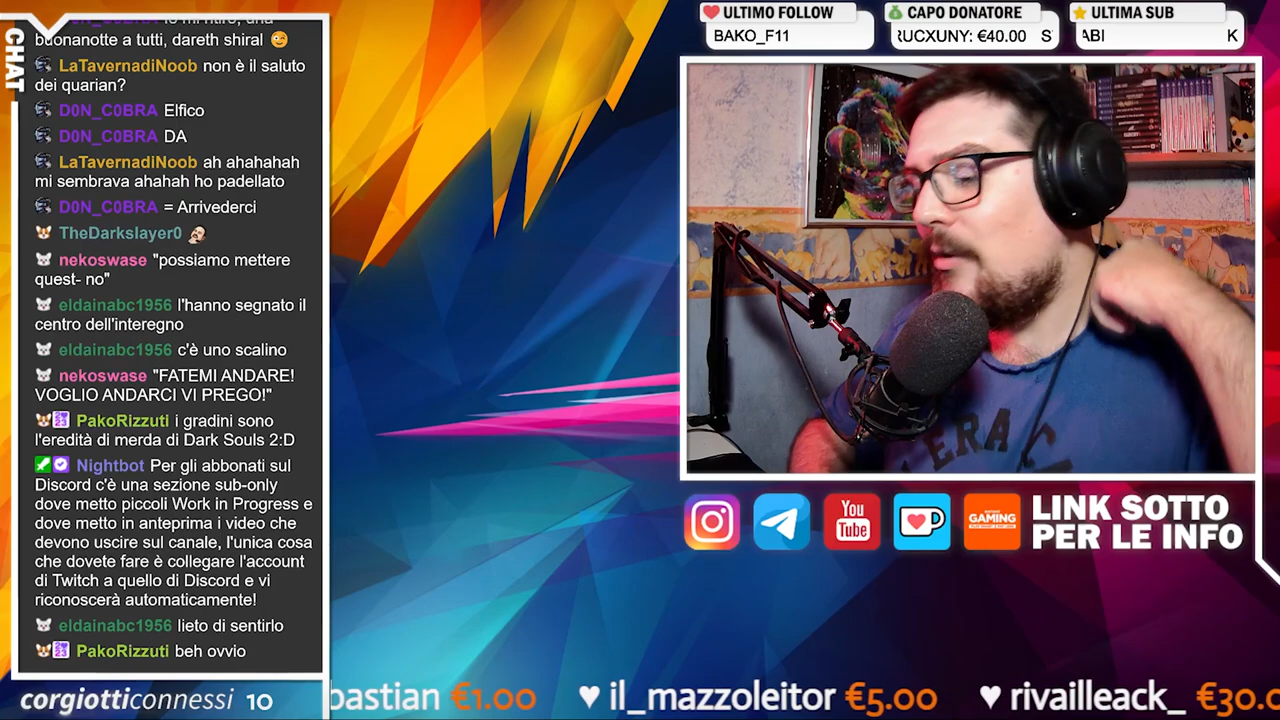 CHAT
buonanotte a tutti, dareth shiral
LaTavernadiNoob non è il saluto
dei quarian?
D0N_C0BRA Elfico
D0N_C0BRA DA
LaTavernadiNoob ah ahahahah
mi sembrava ahahah ho padellato
D0N_C0BRA = Arrivederci
TheDarkslayer0
nekoswase "possiamo mettere
quest- no"
eldainabc1956 l'hanno segnato il
centro dell'interegno
eldainabc1956 c'è uno scalino
nekoswase "FATEMI ANDARE!
VOGLIO ANDARCI VI PREGO!"
PakoRizzuti i gradini sono
l'eredità di merda di Dark Souls 2:D
Nightbot Per gli abbonati sul
Discord c'è una sezione sub-only
dove metto piccoli Work in Progress e
dove metto in anteprima i video che
devono uscire sul canale, l'unica cosa
che dovete fare è collegare l'account
di Twitch a quello di Discord e vi
riconoscerà automaticamente!
eldainabc1956 lieto di sentirlo
PakoRizzuti beh ovvio
corgiotticonnessi 10
ULTIMO FOLLOW
BAKO_F11
CAPO DONATORE
RUCXUNY: €40.00 S
ULTIMA SUB
ABI K
You
Tube
GAMING
LINK SOTTO
PER LE INFO
bastian €1.00 ♥ il_mazzoleitor €5.00 ♥ rivailleack_ €30.